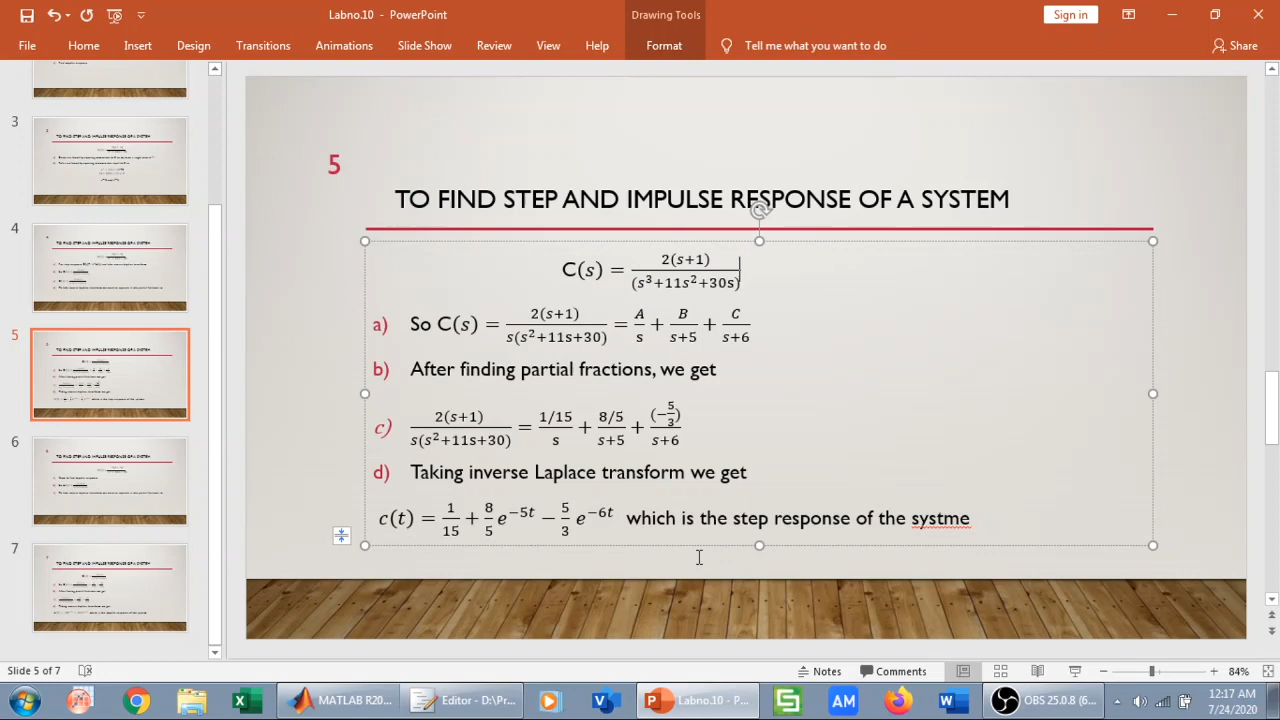 Labno.10 - PowerPoint
Drawing Tools
Sign in
File Home Insert Design Transitions Animations Slide Show Review View Help Format Tell me what you want to do Share
3
4
5
6
7
5
TO FIND STEP AND IMPULSE RESPONSE OF A SYSTEM
C(s) = 2(s+1)/(s³+11s²+30s)
a) So C(s) = 2(s+1)/s(s²+11s+30) = A/s + B/s+5 + C/s+6
b) After finding partial fractions, we get
c) 2(s+1)/s(s²+11s+30) = 1/15/s + 8/5/s+5 + (-5/3)/s+6
d) Taking inverse Laplace transform we get
c(t) = 1/15 + 8/5 e^−5t − 5/3 e^−6t which is the step response of the systme
Slide 5 of 7
Notes Comments 84%
MATLAB R20... Editor - D:\Pr... Labno.10 - P... AM OBS 25.0.8 (6...
12:17 AM
7/24/2020